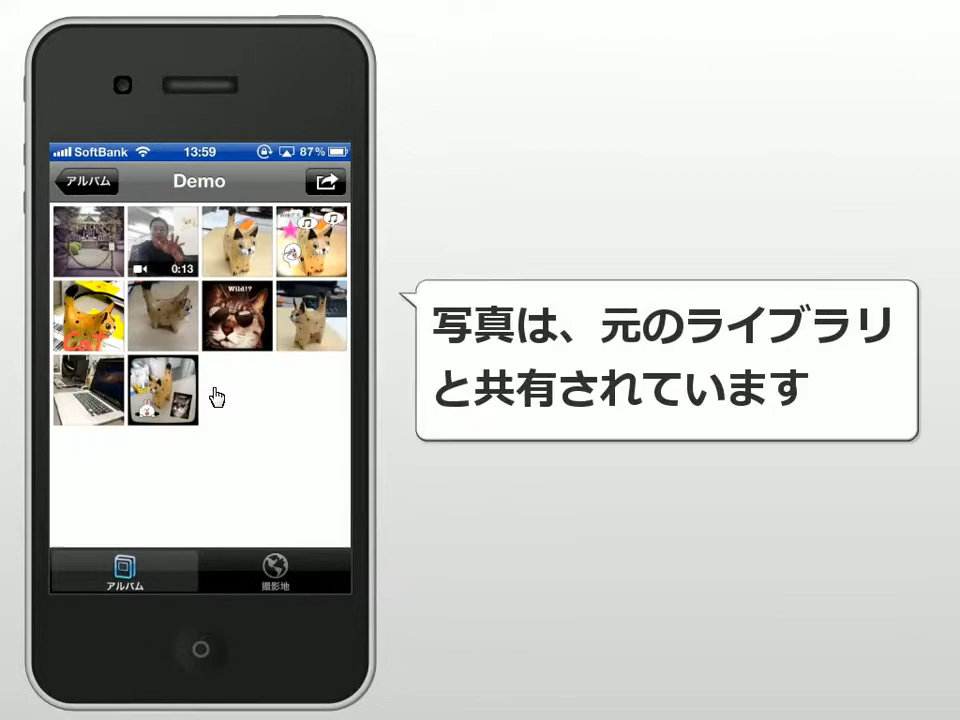 SoftBank 13:59 87%
アルバム Demo
0:13
Wild!?
写真は、元のライブラリ
と共有されています
アルバム 撮影地